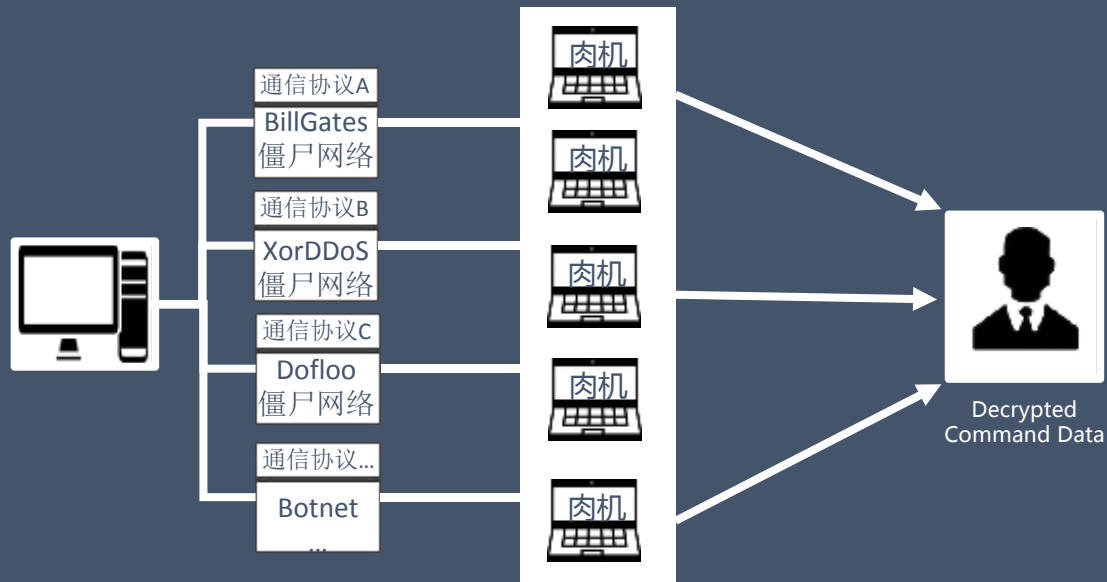 通信协议A
BillGates
僵尸网络
通信协议B
XorDDoS
僵尸网络
通信协议C
Dofloo
僵尸网络
通信协议...
Botnet
...
肉机
肉机
肉机
肉机
肉机
Decrypted
Command Data